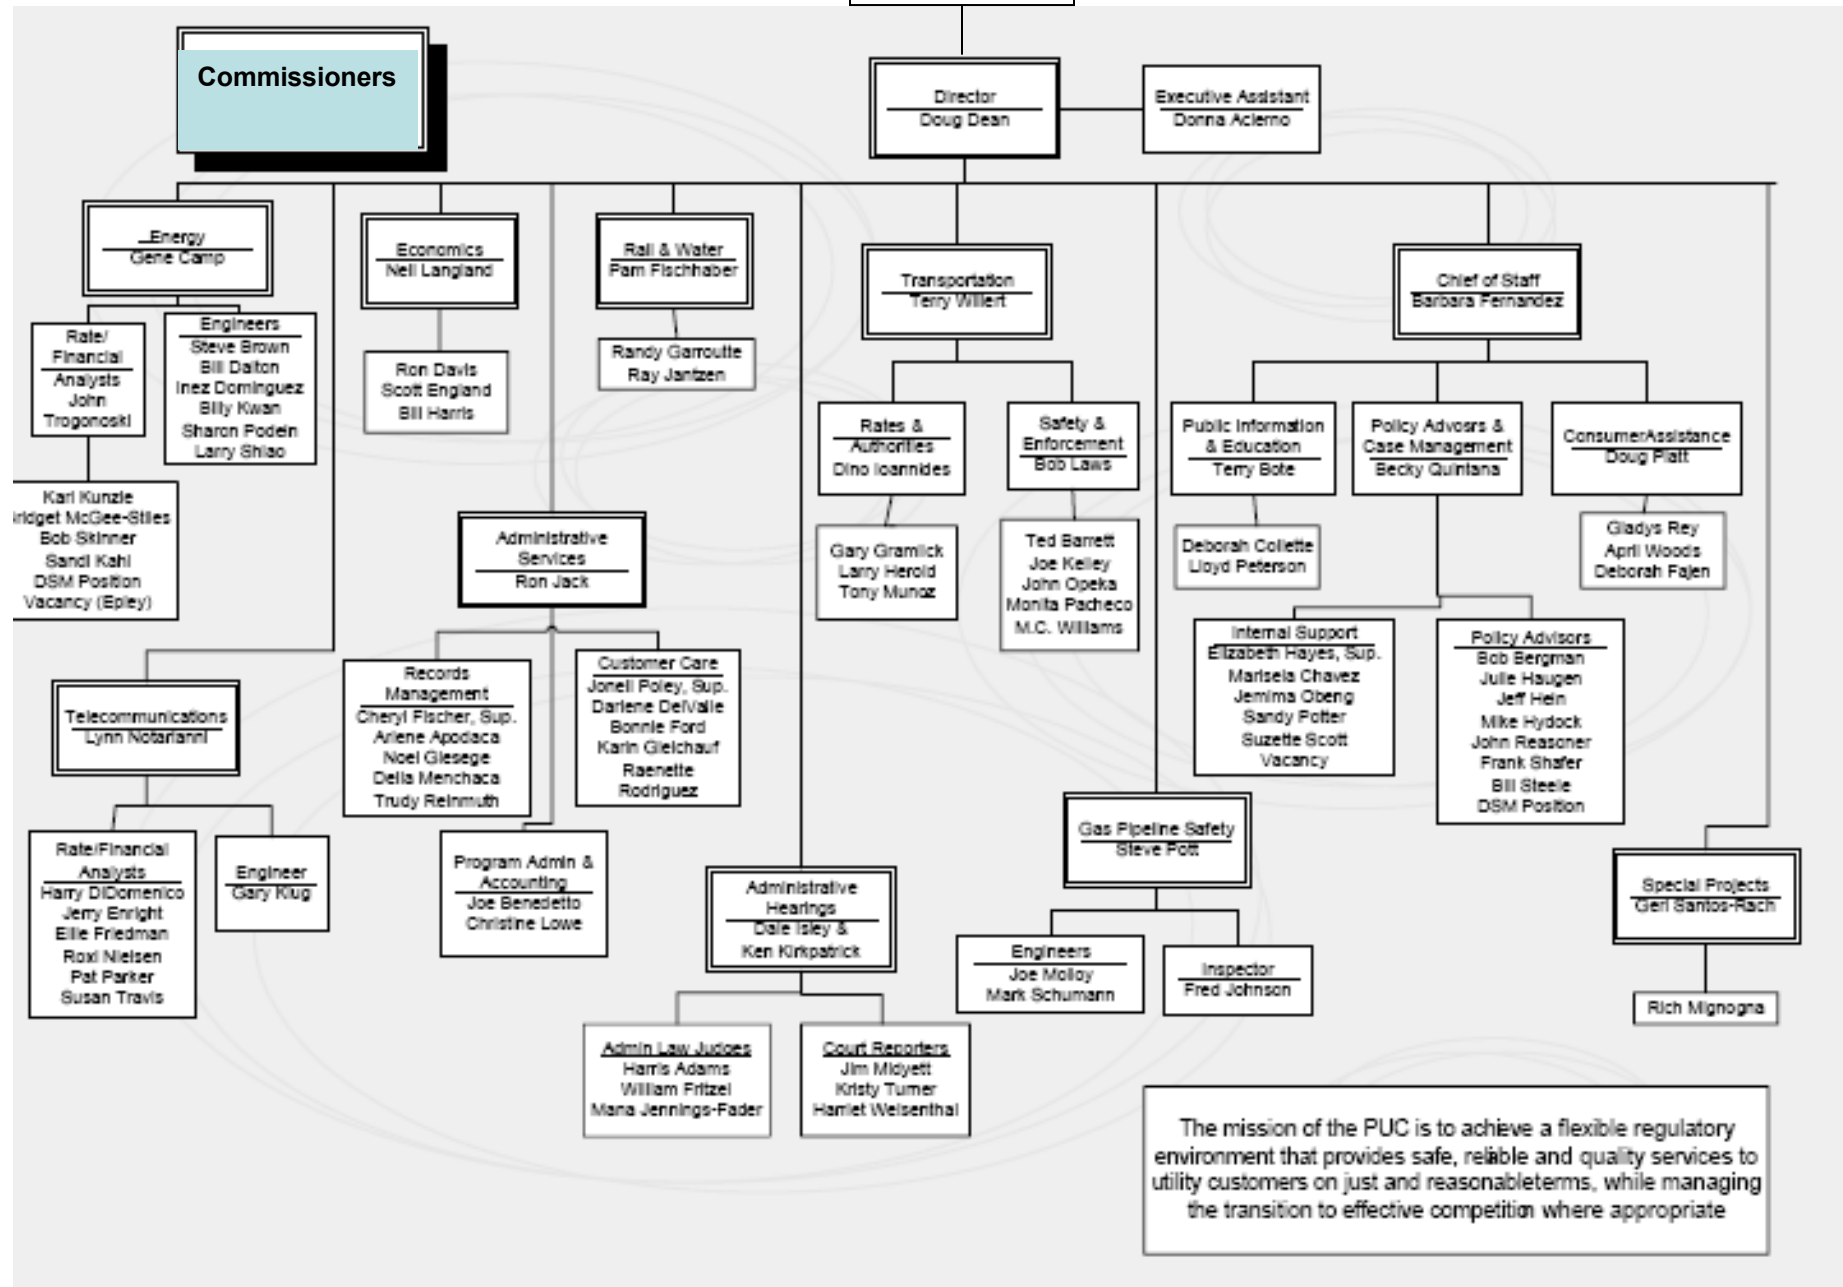 Commissioners
Director
Doug Dean
Executive Assistant
Donna Acierno
Energy
Gene Camp
Economics
Neil Langland
Rail & Water
Pam Fischhaber
Transportation
Terry Willert
Chief of Staff
Barbara Fernandez
Rate/
Financial
Analysts
John
Trogonoski
Engineers
Steve Brown
Bill Dalton
Inez Dominguez
Billy Kwan
Sharon Podein
Larry Shiao
Ron Davis
Scott England
Bill Harris
Randy Garroutte
Ray Jantzen
Rates &
Authorities
Dino Ioannides
Safety &
Enforcement
Bob Laws
Public Information
& Education
Terry Bote
Policy Advosrs &
Case Management
Becky Quintana
ConsumerAssistance
Doug Platt
Karl Kunzie
ridget McGee-Stiles
Bob Skinner
Sandi Kahl
DSM Position
Vacancy (Epley)
Administrative
Services
Ron Jack
Gary Gramlick
Larry Herold
Tony Munoz
Ted Barrett
Joe Kelley
John Opeka
Monita Pacheco
M.C. Williams
Deborah Collette
Lloyd Peterson
Gladys Rey
April Woods
Deborah Fajen
Internal Support
Elizabeth Hayes, Sup.
Marisela Chavez
Jemima Obeng
Sandy Potter
Suzette Scott
Vacancy
Policy Advisors
Bob Bergman
Julie Haugen
Jeff Hein
Mike Hydock
John Reasoner
Frank Shafer
Bill Steele
DSM Position
Telecommunications
Lynn Notarianni
Records
Management
Cheryl Fischer, Sup.
Arlene Apodaca
Noel Giesege
Della Menchaca
Trudy Reinmuth
Customer Care
Jonell Poley, Sup.
Darlene DelValle
Bonnie Ford
Karin Gleichauf
Raenette
Rodriguez
Rate/Financial
Analysts
Harry DiDomenico
Jerry Enright
Ellie Friedman
Roxi Nielsen
Pat Parker
Susan Travis
Engineer
Gary Klug
Program Admin &
Accounting
Joe Benedetto
Christine Lowe
Administrative
Hearings
Dale Isley &
Ken Kirkpatrick
Gas Pipeline Safety
Steve Pott
Special Projects
Geri Santos-Rach
Engineers
Joe Molloy
Mark Schumann
Inspector
Fred Johnson
Rich Mignogna
Admin Law Judges
Harris Adams
William Fritzel
Mana Jennings-Fader
Court Reporters
Jim Midyett
Kristy Turner
Harriet Weisenthal
The mission of the PUC is to achieve a flexible regulatory
environment that provides safe, reliable and quality services to
utility customers on just and reasonableterms, while managing
the transition to effective competition where appropriate